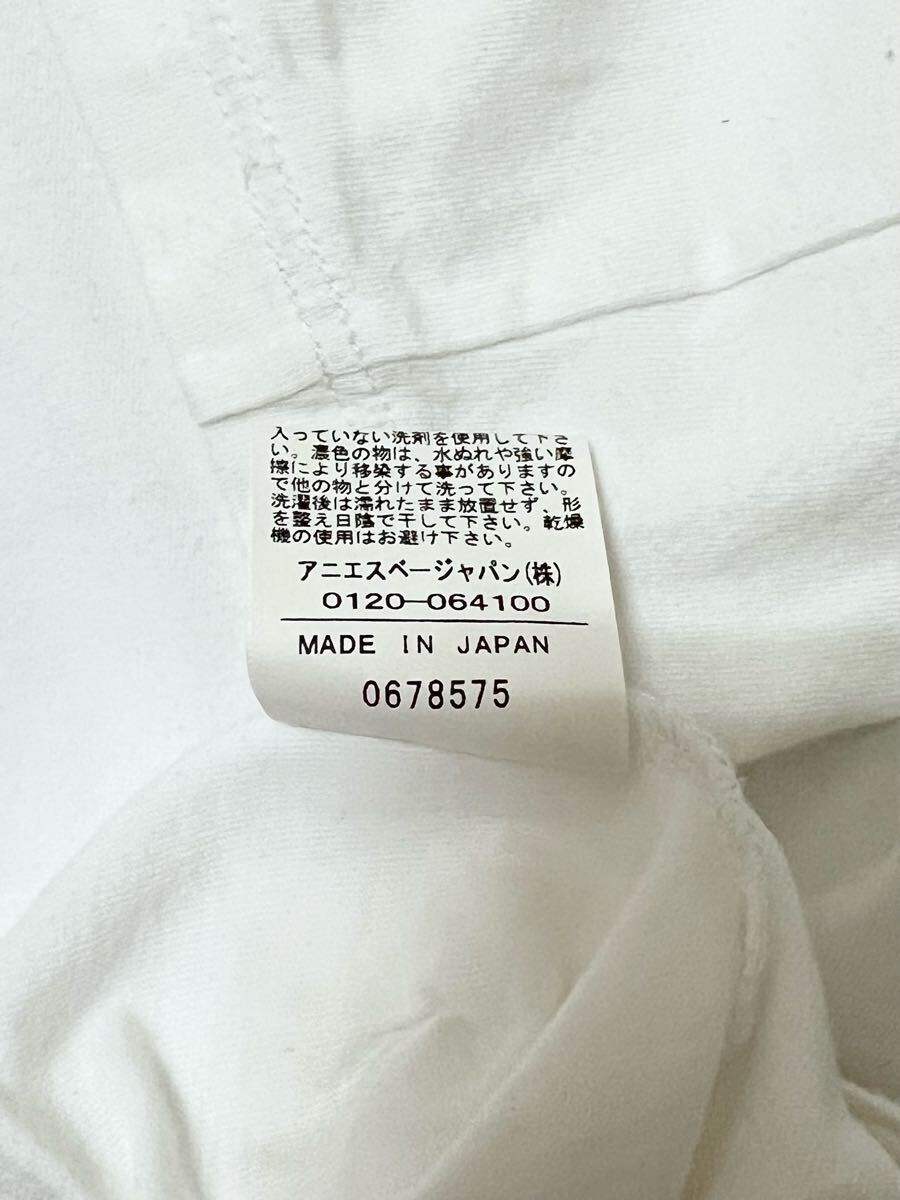 入っていない洗剤を使用して下さ
い。濃色の物は、水ぬれや強い摩
擦により移染する事がありますの
で他の物と分けて洗って下さい。
洗濯後は濡れたまま放置せず、形
を整え日陰で干して下さい。乾燥
機の使用はお避け下さい。
アニエスベージャパン(株)
0120-064100
MADE IN JAPAN
0678575